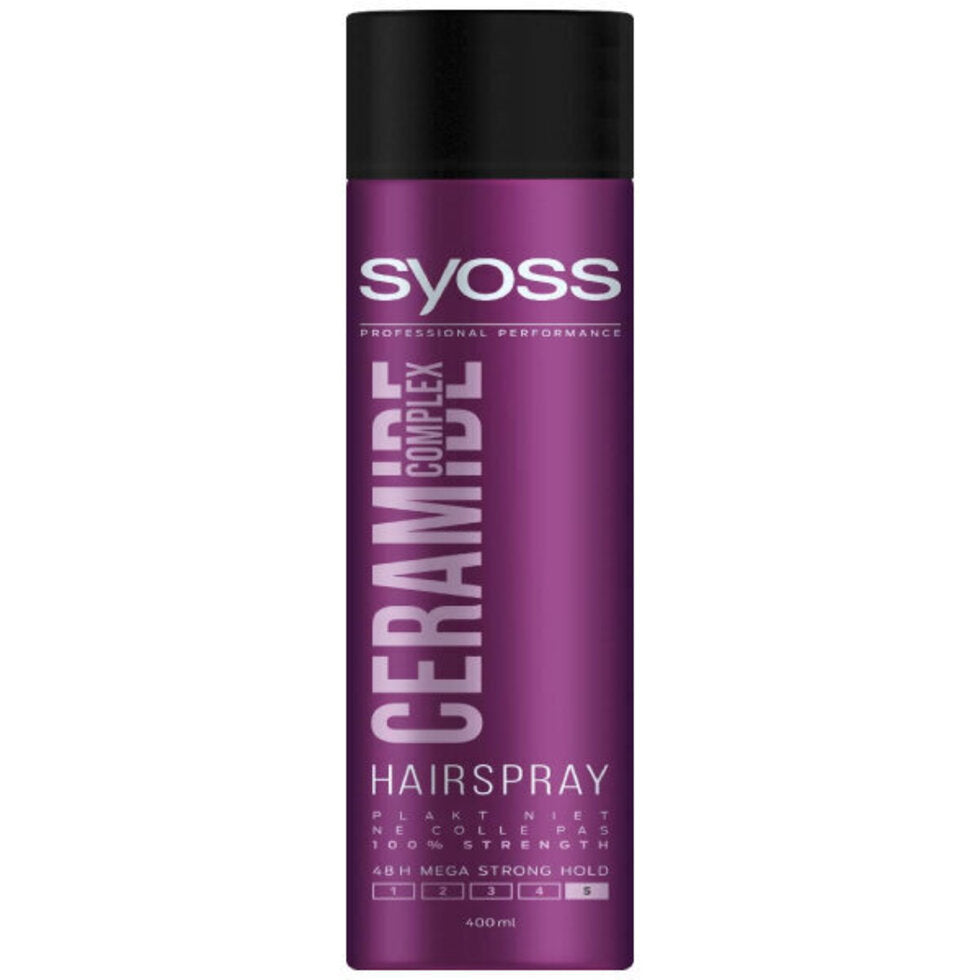 syoss
PROFESSIONAL PERFORMANCE
CERAMIDE
COMPLEX
HAIRSPRAY
PLAKT NIET
NE COLLE PAS
100% STRENGTH
48H MEGA STRONG HOLD
1 2 3 4 5
400ml